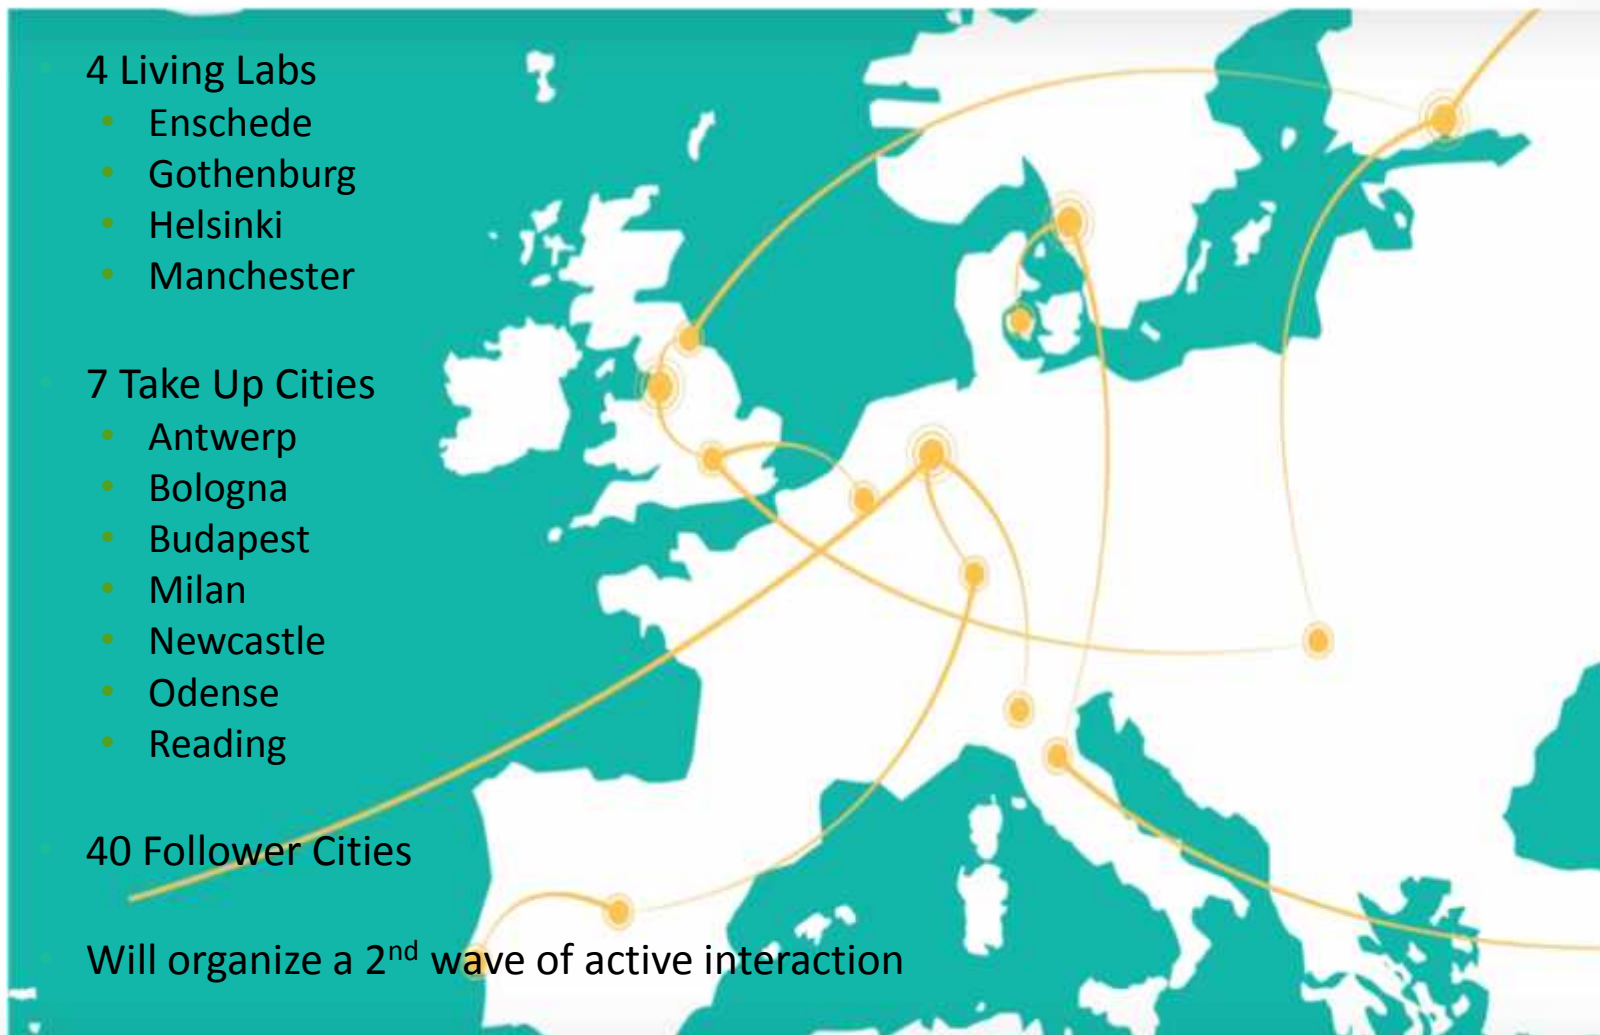 4 Living Labs
• Enschede
• Gothenburg
• Helsinki
• Manchester
7 Take Up Cities
• Antwerp
• Bologna
• Budapest
• Milan
• Newcastle
• Odense
• Reading
40 Follower Cities
Will organize a 2nd wave of active interaction